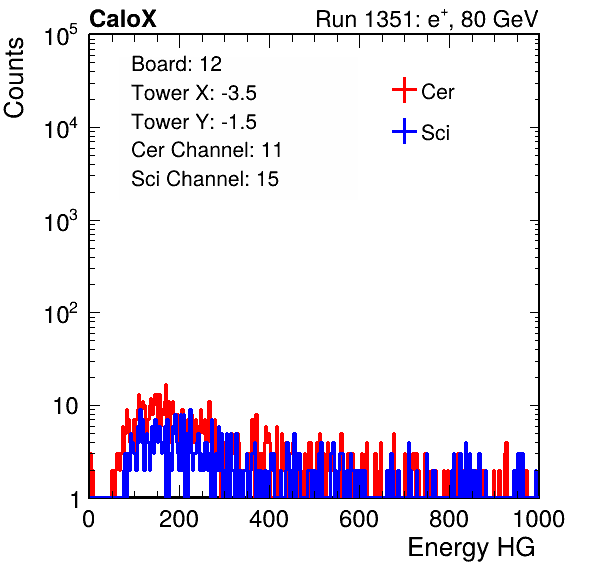 CaloX Run 1351: e⁺, 80 GeV
Counts
Board: 12
Tower X: -3.5
Tower Y: -1.5
Cer Channel: 11
Sci Channel: 15
Cer
Sci
10⁵
10⁴
10³
10²
10
1
0 200 400 600 800 1000
Energy HG